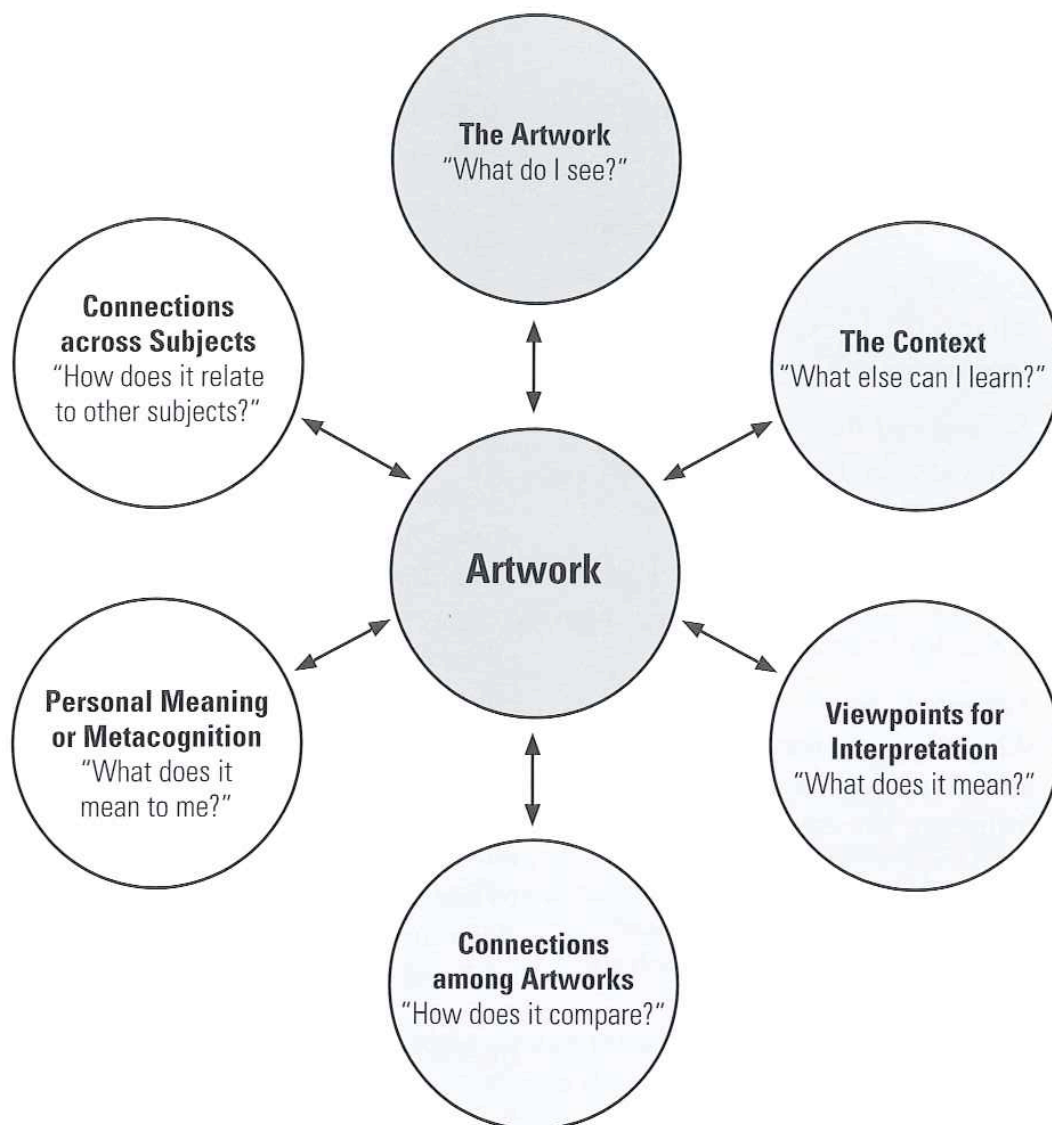 The Artwork
“What do I see?”
Connections
across Subjects
“How does it relate
to other subjects?”
The Context
“What else can I learn?”
Artwork
Personal Meaning
or Metacognition
“What does it
mean to me?”
Viewpoints for
Interpretation
“What does it mean?”
Connections
among Artworks
“How does it compare?”